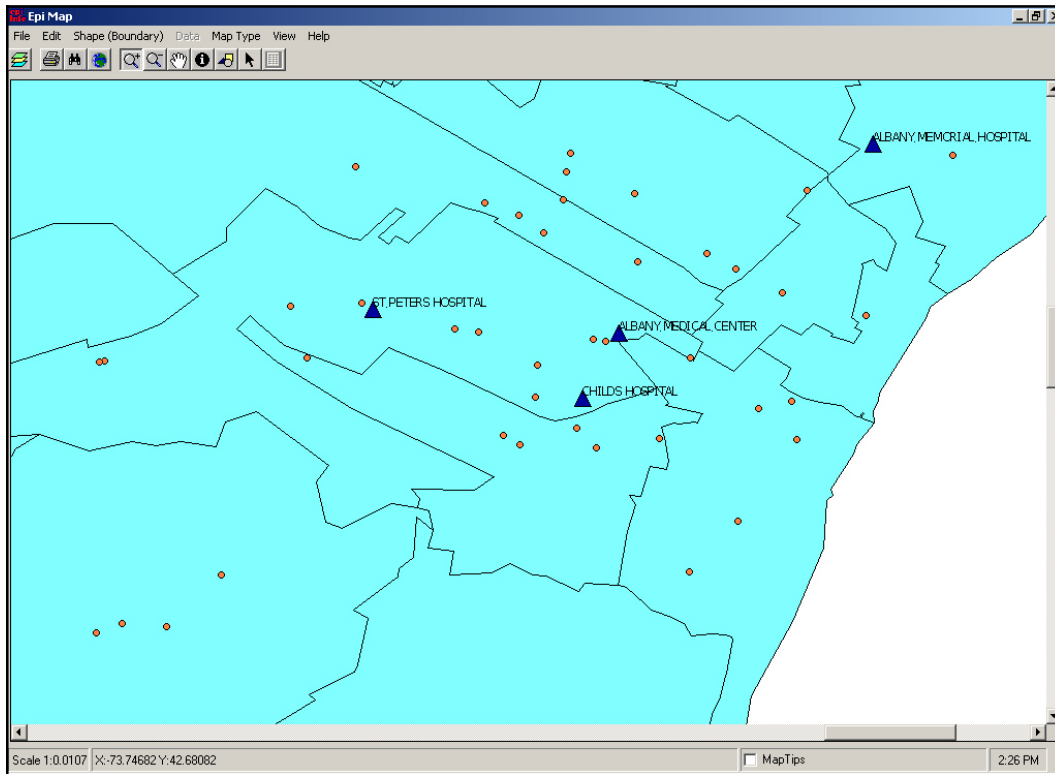 Epi Map
File Edit Shape (Boundary) Data Map Type View Help
ALBANY, MEMORIAL, HOSPITAL
ST, PETERS HOSPITAL
ALBANY, MEDICAL CENTER
CHILDS HOSPITAL
Scale 1:0.0107 X:-73.74682 Y:42.68082 MapTips 2:26 PM